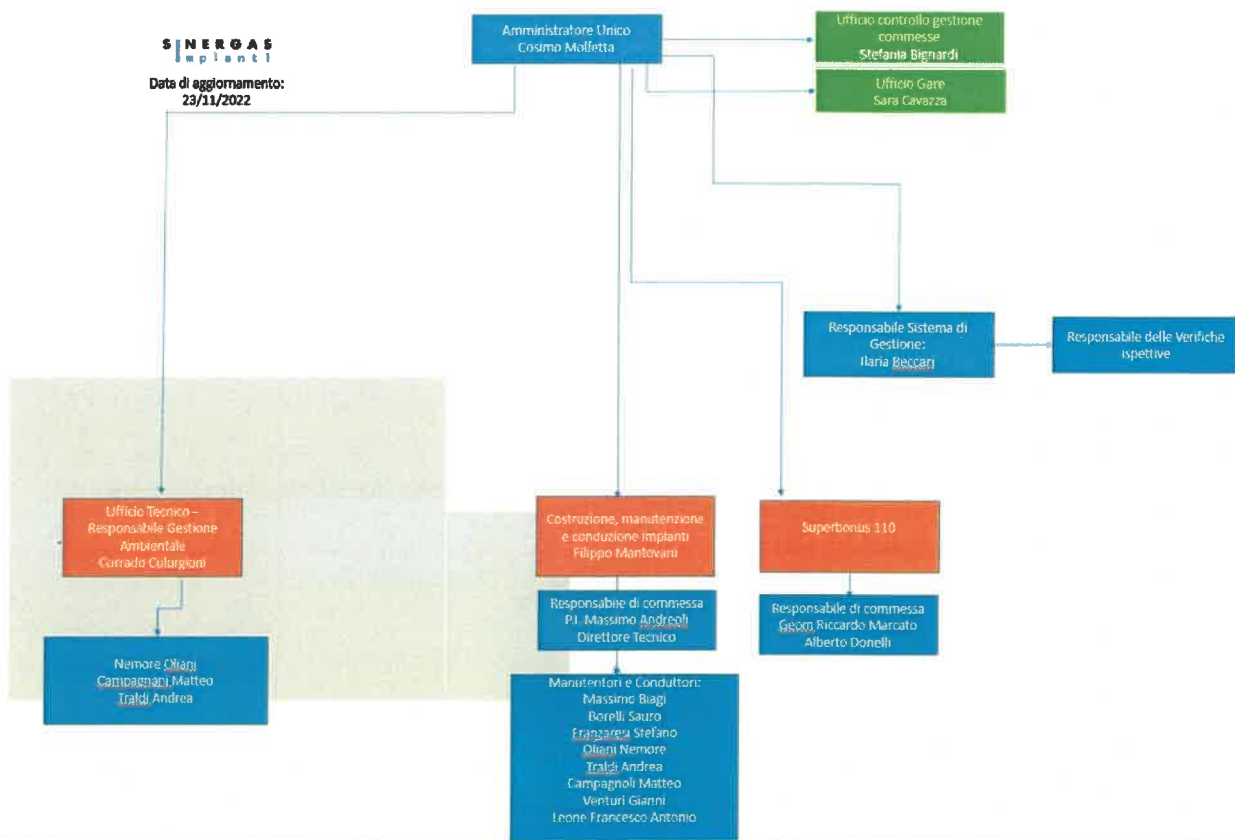 SINERGAS
Impianti
Data di aggiornamento:
23/11/2022
Amministratore Unico
Cosimo Molfetta
Ufficio controllo gestione
commesse
Stefania Bignardi
Ufficio Gare
Sara Cavazza
Responsabile Sistema di
Gestione:
Ilaria Beccari
Responsabile delle Verifiche
ispettive
Ufficio Tecnico –
Responsabile Gestione
Ambientale
Corrado Culurgioni
Costruzione, manutenzione
e conduzione impianti
Filippo Mantovani
Superbonus 110
Responsabile di commessa
P.I. Massimo Andreoli
Direttore Tecnico
Responsabile di commessa
Geom Riccardo Marcato
Alberto Donelli
Nemore Oliani
Campagnani Matteo
Traldi Andrea
Manutentori e Conduttori:
Massimo Biagi
Borelli Sauro
Franzaresi Stefano
Oliani Nemore
Traldi Andrea
Campagnoli Matteo
Venturi Gianni
Leone Francesco Antonio